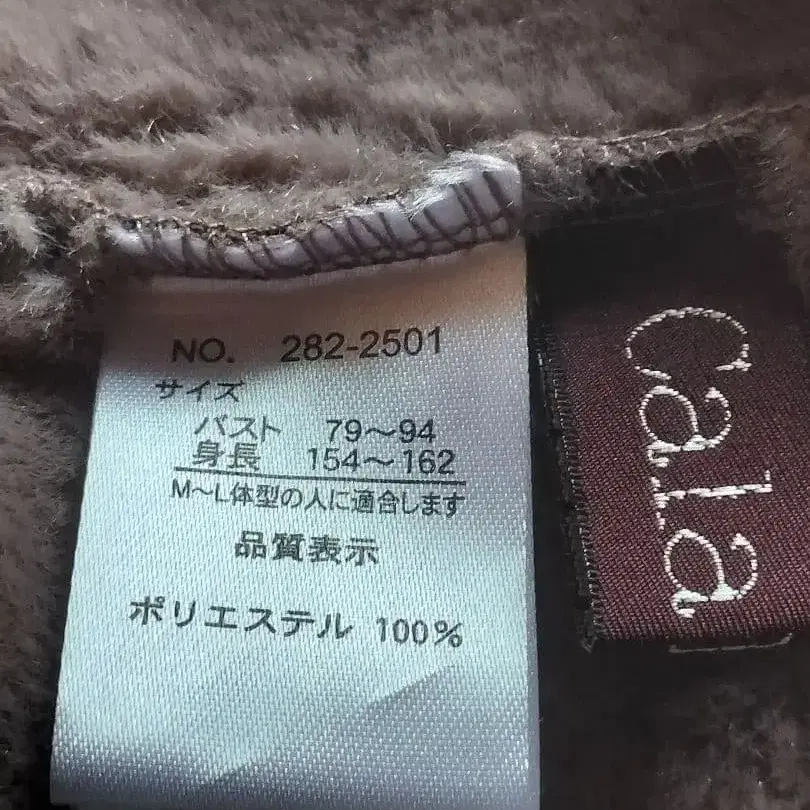 NO. 282-2501
サイズ
バスト 79～94
身長 154～162
M～L体型の人に適合します
品質表示
ポリエステル 100%
cala